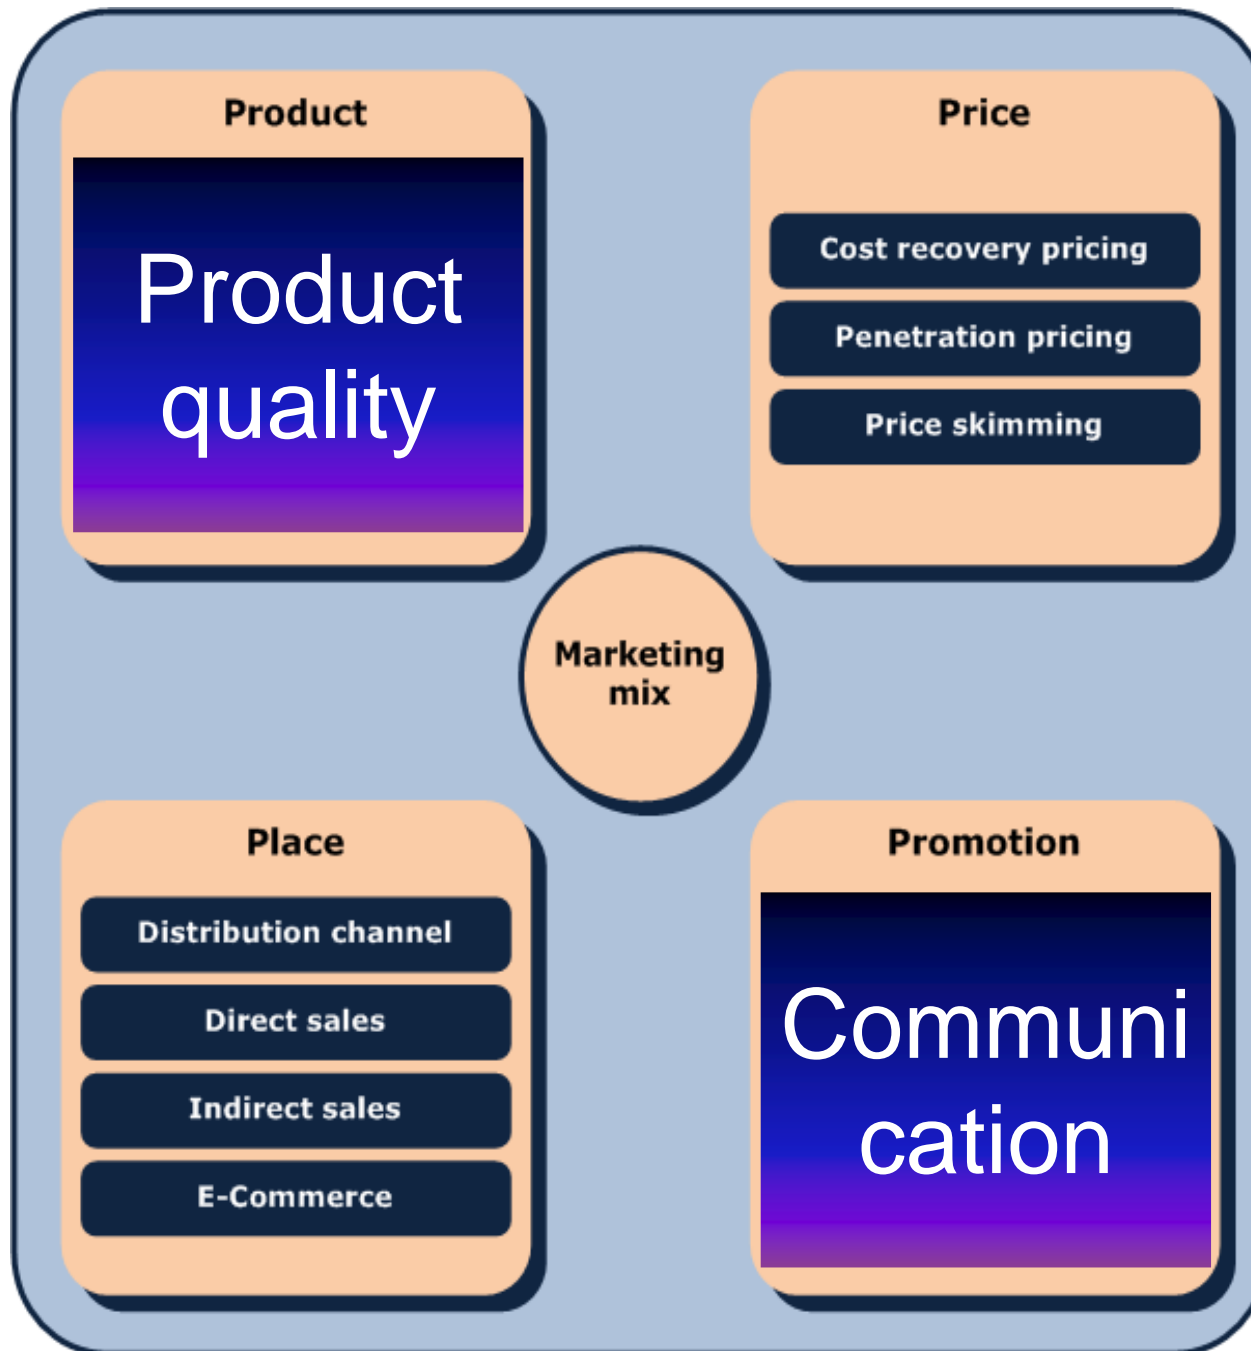 Product
Product
quality
Price
Cost recovery pricing
Penetration pricing
Price skimming
Marketing
mix
Place
Distribution channel
Direct sales
Indirect sales
E-Commerce
Promotion
Communi
cation